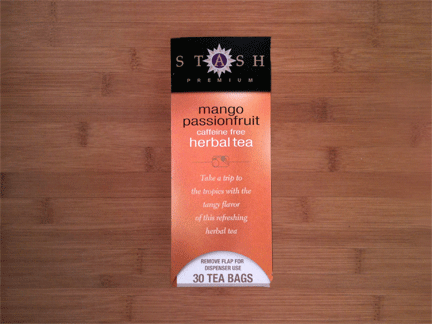 STASH
PREMIUM
mango
passionfruit
caffeine free
herbal tea
Take a trip to
the tropics with the
tangy flavor
of this refreshing
herbal tea
REMOVE FLAP FOR
DISPENSER USE
30 TEA BAGS